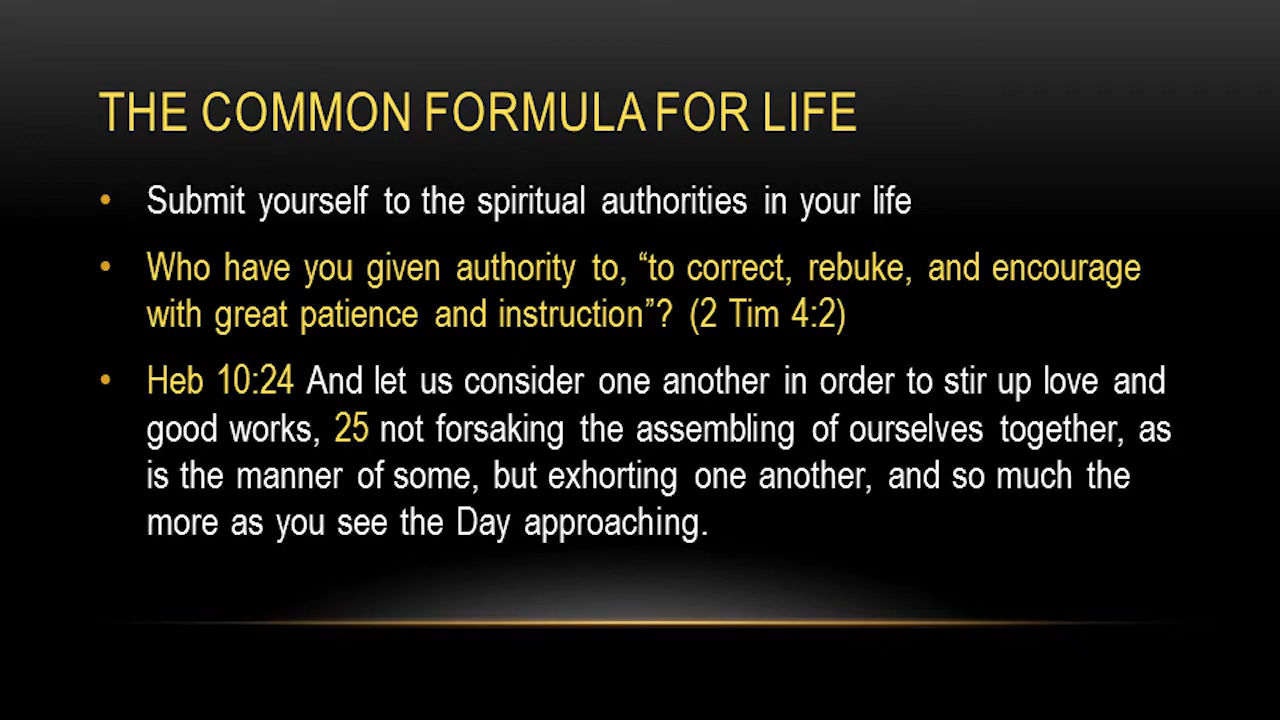 THE COMMON FORMULA FOR LIFE
• Submit yourself to the spiritual authorities in your life
• Who have you given authority to, “to correct, rebuke, and encourage
with great patience and instruction”? (2 Tim 4:2)
• Heb 10:24 And let us consider one another in order to stir up love and
good works, 25 not forsaking the assembling of ourselves together, as
is the manner of some, but exhorting one another, and so much the
more as you see the Day approaching.